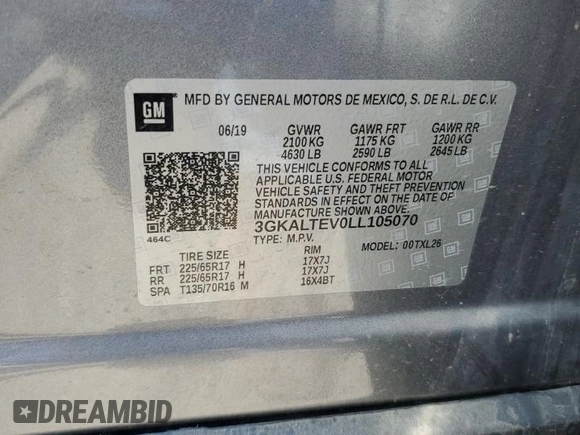 GM
MFD BY GENERAL MOTORS DE MEXICO, S. DE R.L. DE C.V.
06/19 GVWR GAWR FRT GAWR RR
2100 KG 1175 KG 1200 KG
4630 LB 2590 LB 2645 LB
THIS VEHICLE CONFORMS TO ALL
APPLICABLE U.S. FEDERAL MOTOR
VEHICLE SAFETY AND THEFT PREVENTION
STANDARDS IN EFFECT ON THE DATE OF
MANUFACTURE SHOWN ABOVE.
3GKALTEV0LL105070
464C
TYPE: M.P.V. MODEL: 00TXL26
TIRE SIZE RIM
FRT 225/65R17 H 17X7J
RR 225/65R17 H 17X7J
SPA T135/70R16 M 16X4BT
DREAMBID